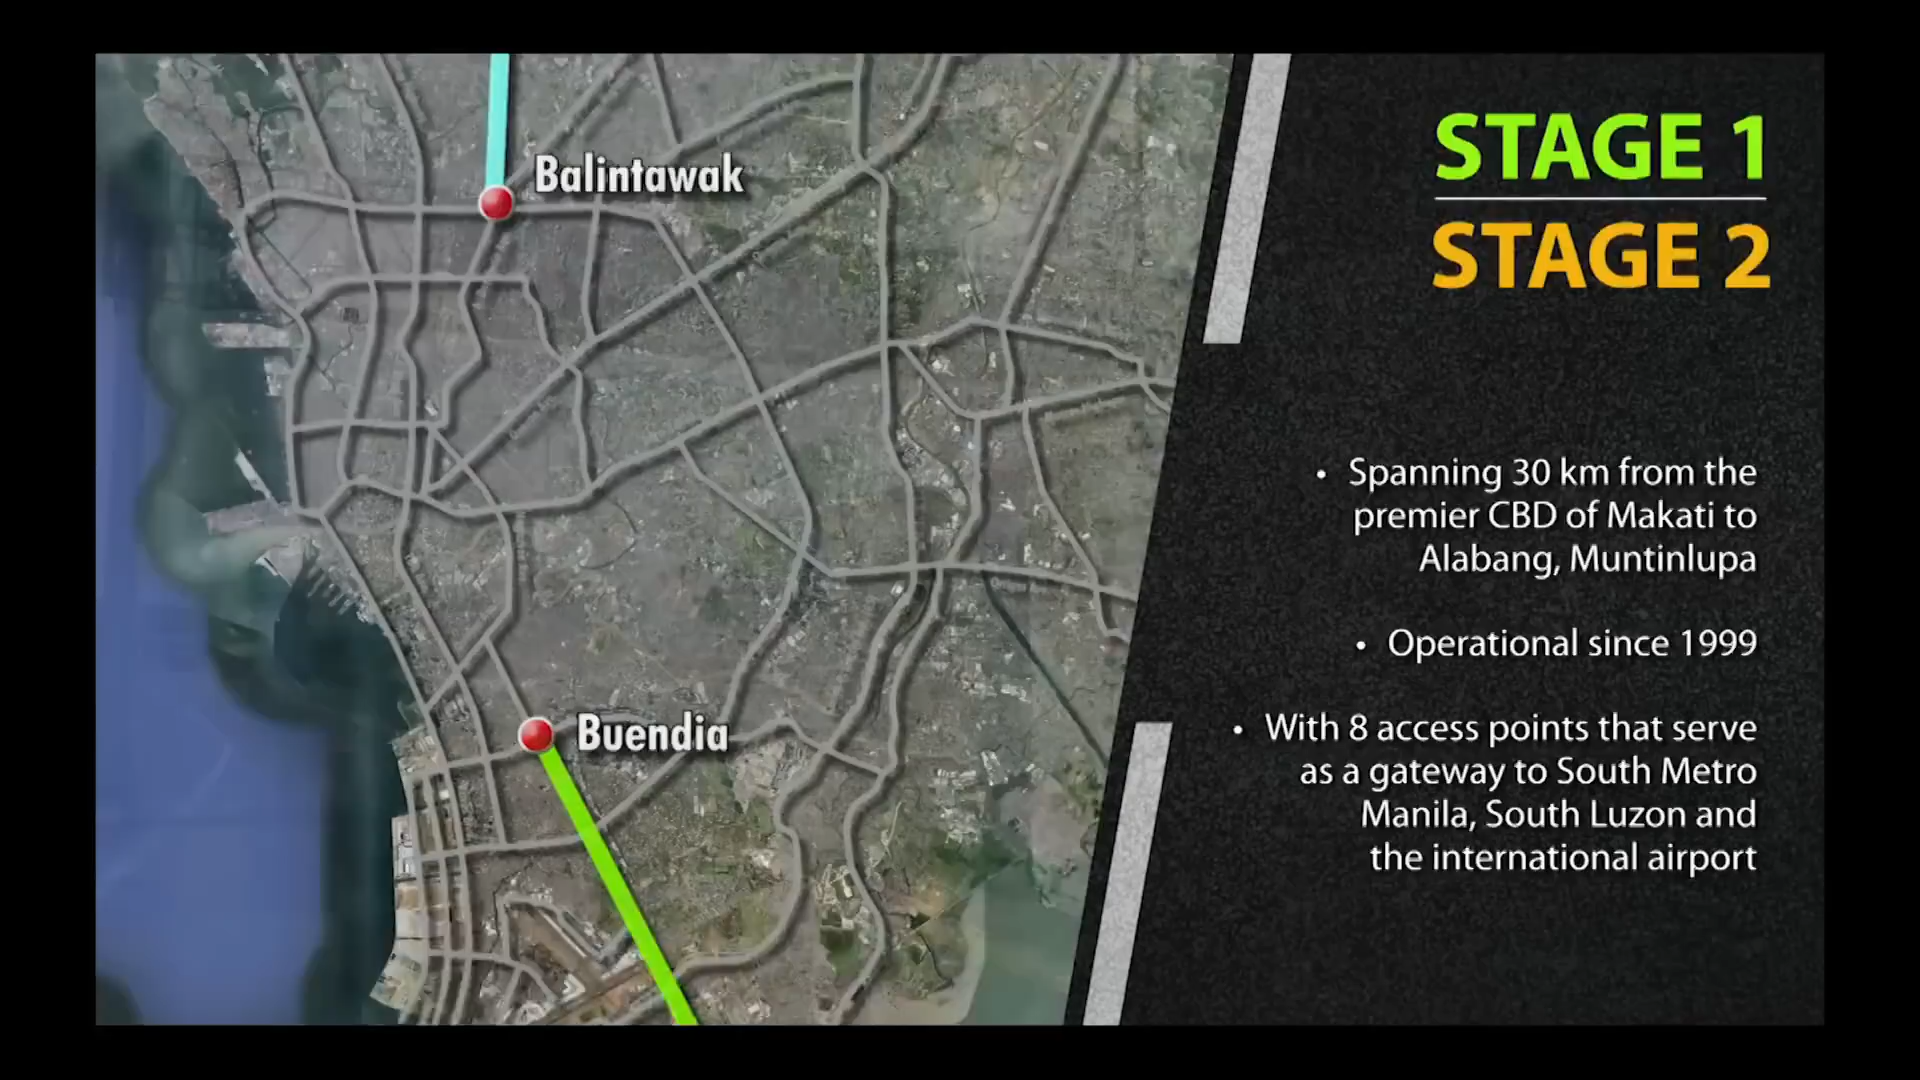 Balintawak
Buendia
STAGE 1
STAGE 2
• Spanning 30 km from the
premier CBD of Makati to
Alabang, Muntinlupa
• Operational since 1999
• With 8 access points that serve
as a gateway to South Metro
Manila, South Luzon and
the international airport